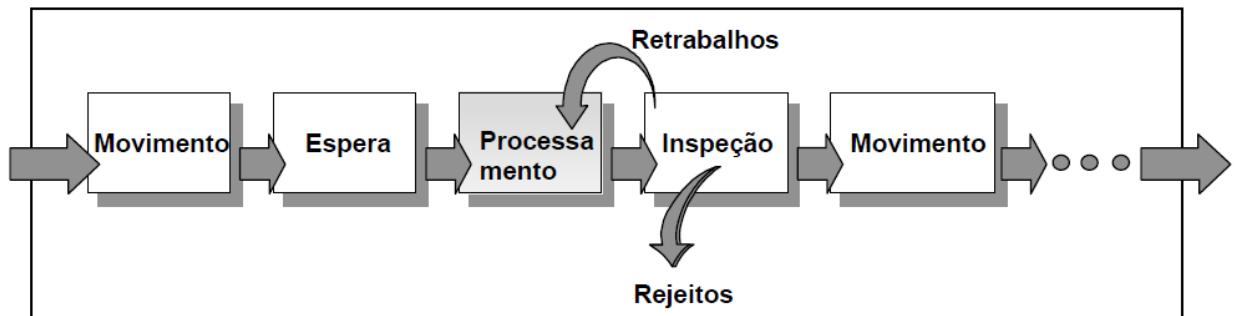 Retrabalhos
Movimento
Espera
Processa
mento
Inspeção
Movimento
Rejeitos